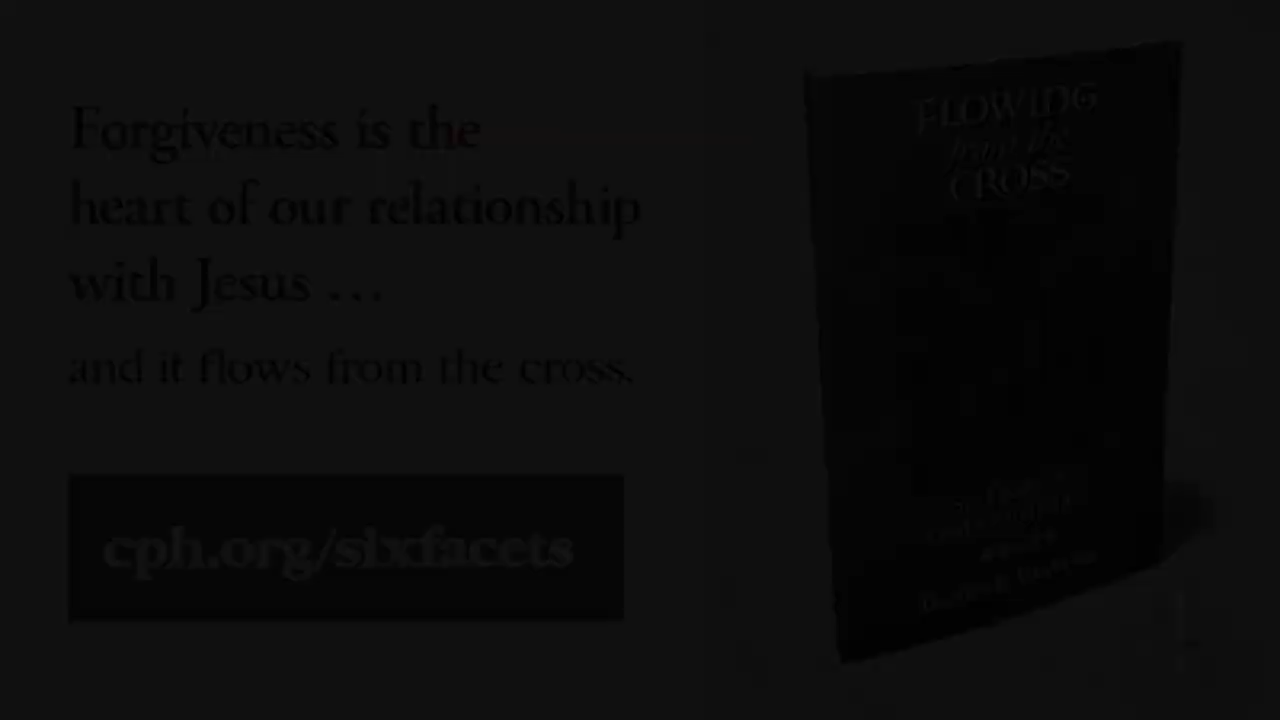 Forgiveness is the
heart of our relationship
with Jesus ...
and it flows from the cross.
cph.org/sixfacets
FLOWING
from the
CROSS